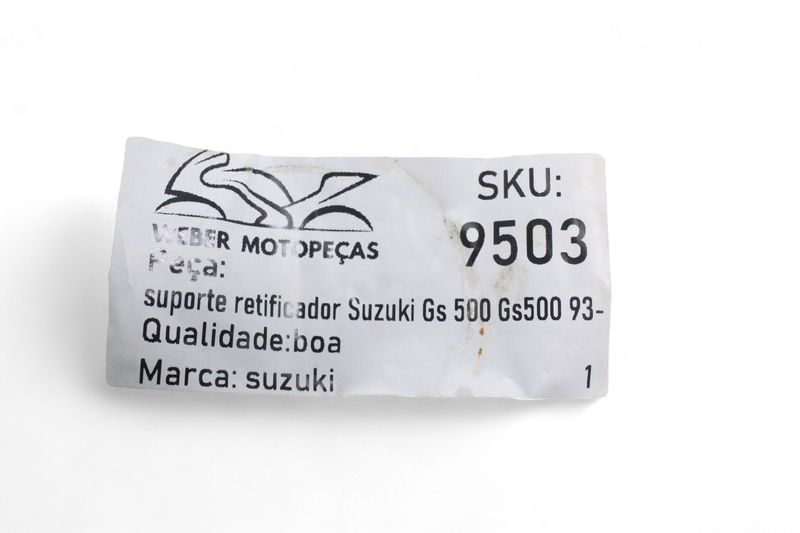 WEBER MOTOPEÇAS
SKU:
9503
Peça:
suporte retificador Suzuki Gs 500 Gs500 93-
Qualidade:boa
Marca: suzuki
1